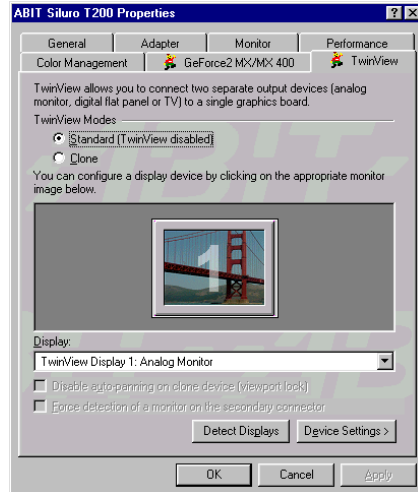 ABIT Siluro T200 Properties
General
Adapter
Monitor
Performance
Color Management
GeForce2 MX/MX 400
TwinView
TwinView allows you to connect two separate output devices (analog
monitor, digital flat panel or TV) to a single graphics board.
TwinView Modes
Standard (TwinView disabled)
Clone
You can configure a display device by clicking on the appropriate monitor
image below.
1
Display:
TwinView Display 1: Analog Monitor
Disable auto-panning on clone device (viewport lock)
Force detection of a monitor on the secondary connector
Detect Displays
Device Settings >
OK
Cancel
Apply